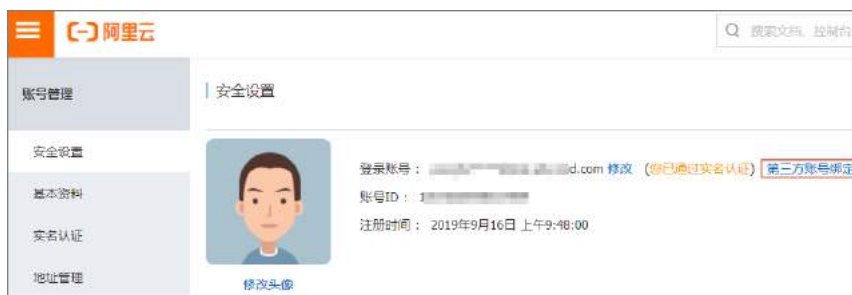 阿里云
搜索文档、控制台
账号管理
安全设置
安全设置
基本资料
实名认证
地址管理
修改头像
登录账号： d.com 修改 (您已通过实名认证) 第三方账号绑定
账号ID： 1
注册时间： 2019年9月16日 上午9:48:00